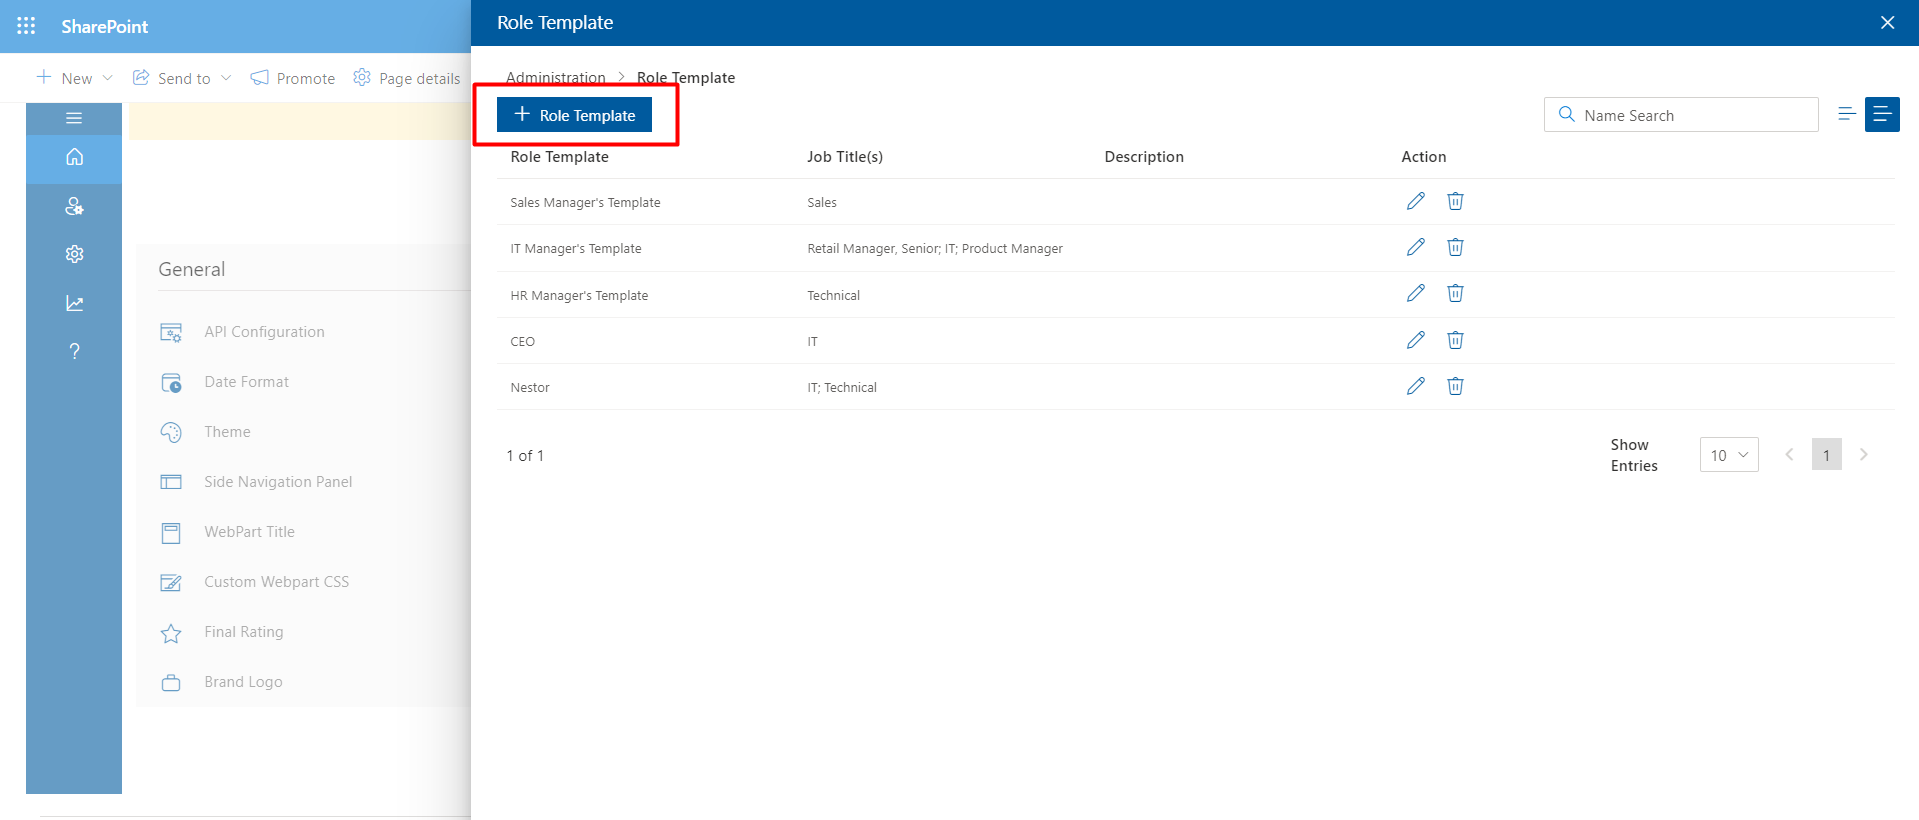 SharePoint
Role Template
New
Send to
Promote
Page details
Administration > Role Template
+ Role Template
Name Search
Role Template Job Title(s) Description Action
Sales Manager's Template Sales
IT Manager's Template Retail Manager, Senior; IT; Product Manager
HR Manager's Template Technical
CEO IT
Nestor IT; Technical
1 of 1
Show
Entries
10
1
General
API Configuration
Date Format
Theme
Side Navigation Panel
WebPart Title
Custom Webpart CSS
Final Rating
Brand Logo